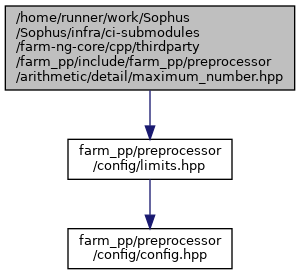 /home/runner/work/Sophus
/Sophus/infra/ci-submodules
/farm-ng-core/cpp/thirdparty
/farm_pp/include/farm_pp/preprocessor
/arithmetic/detail/maximum_number.hpp
farm_pp/preprocessor
/config/limits.hpp
farm_pp/preprocessor
/config/config.hpp